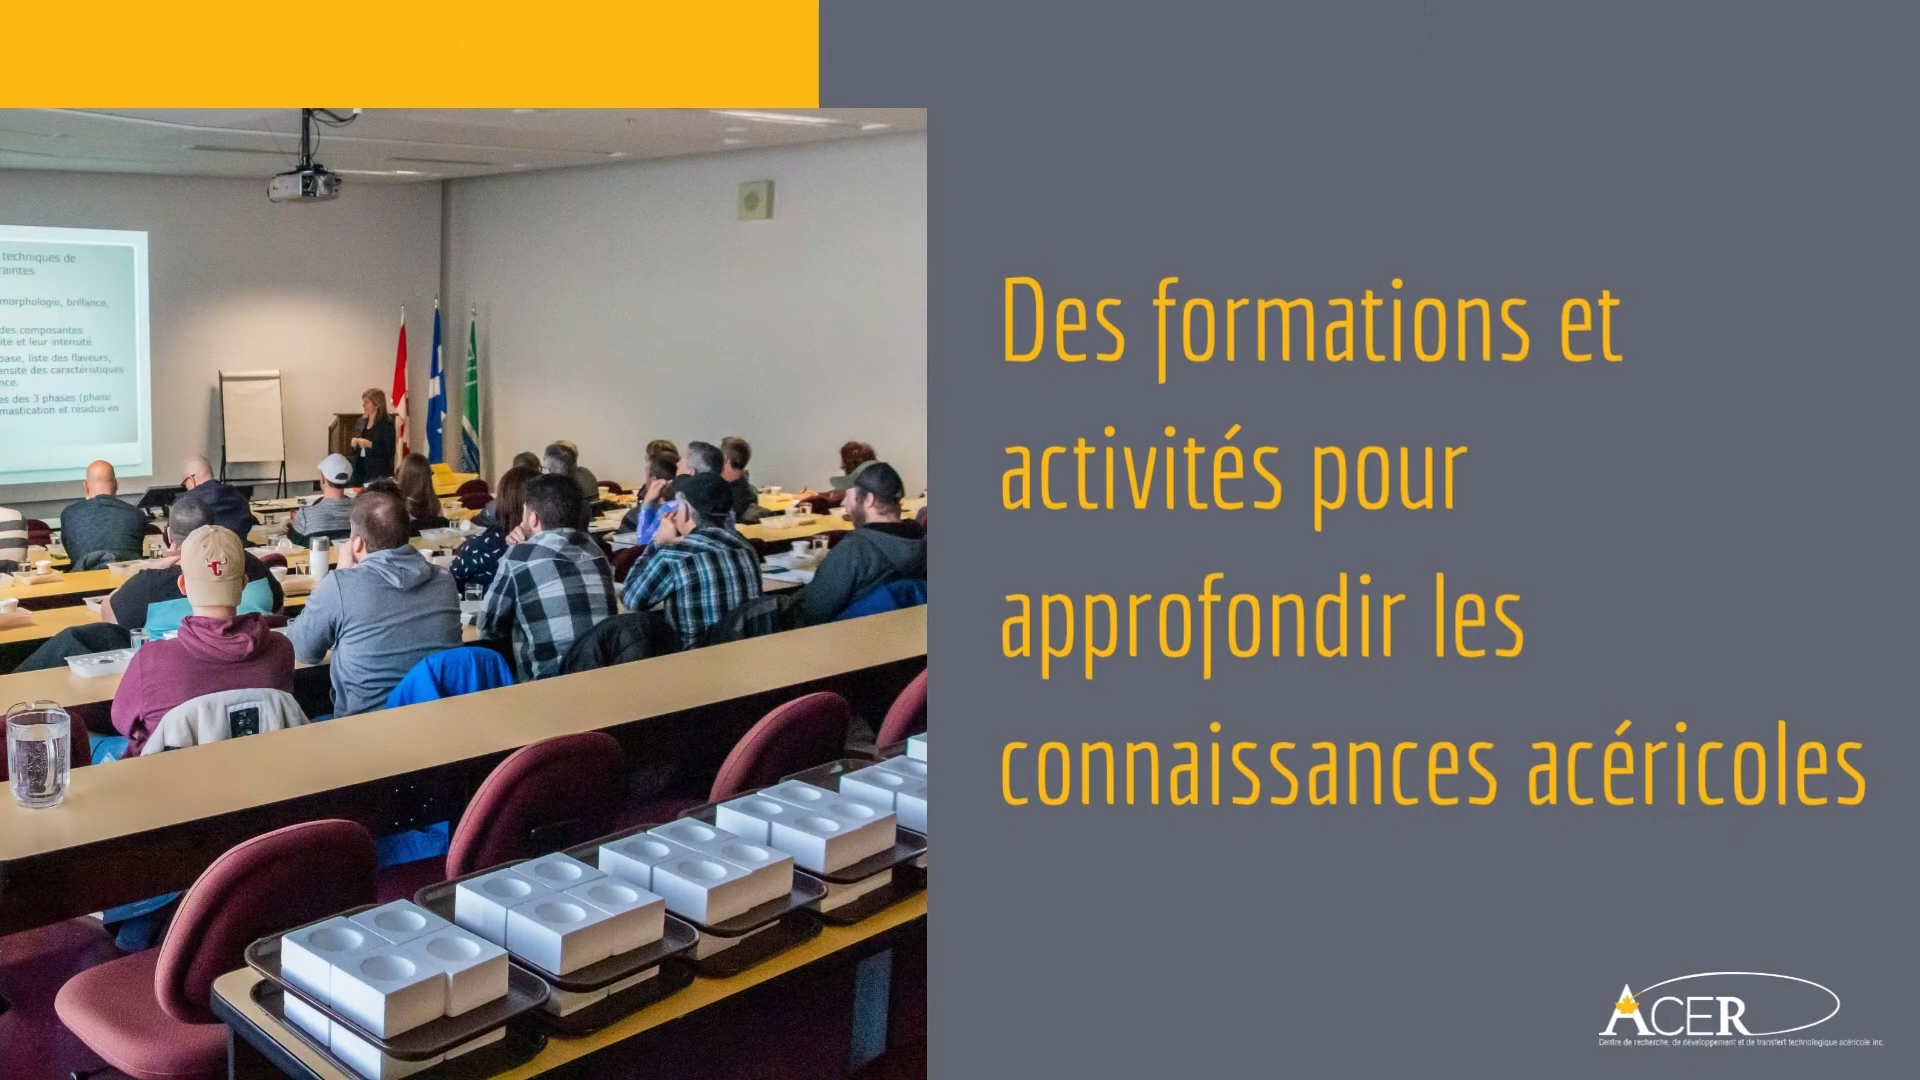 techniques de
raintes
morphologie, brillance,
des composantes
ité et leur intensité
base, liste des flaveurs,
ensité des caractéristiques
nce.
es des 3 phases (phase
mastication et résidus en
Des formations et
activités pour
approfondir les
connaissances acéricoles
ACER
Centre de recherche, de développement et de transfert technologique acéricole inc.